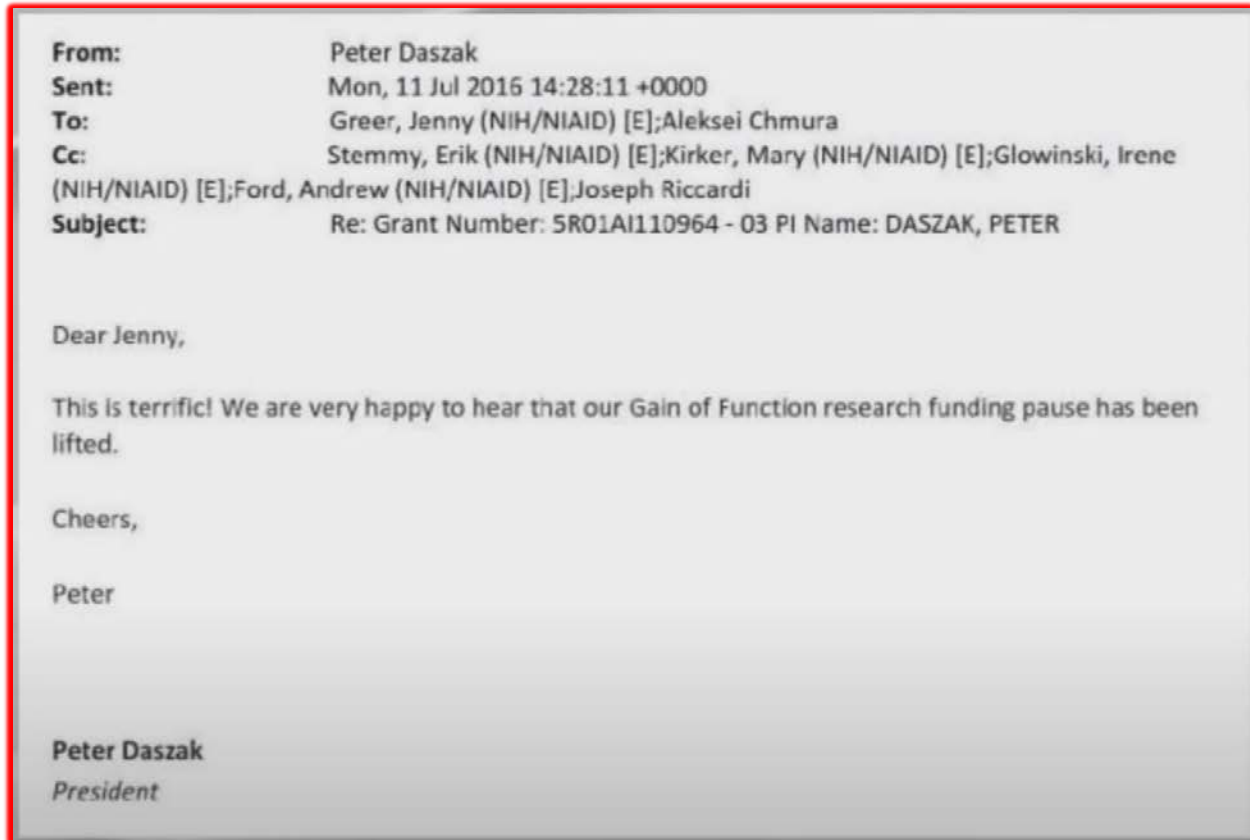 From: Peter Daszak
Sent: Mon, 11 Jul 2016 14:28:11 +0000
To: Greer, Jenny (NIH/NIAID) [E];Aleksei Chmura
Cc: Stemmy, Erik (NIH/NIAID) [E];Kirker, Mary (NIH/NIAID) [E];Glowinski, Irene
(NIH/NIAID) [E];Ford, Andrew (NIH/NIAID) [E];Joseph Riccardi
Subject: Re: Grant Number: 5R01AI110964 - 03 PI Name: DASZAK, PETER
Dear Jenny,
This is terrific! We are very happy to hear that our Gain of Function research funding pause has been
lifted.
Cheers,
Peter
Peter Daszak
President